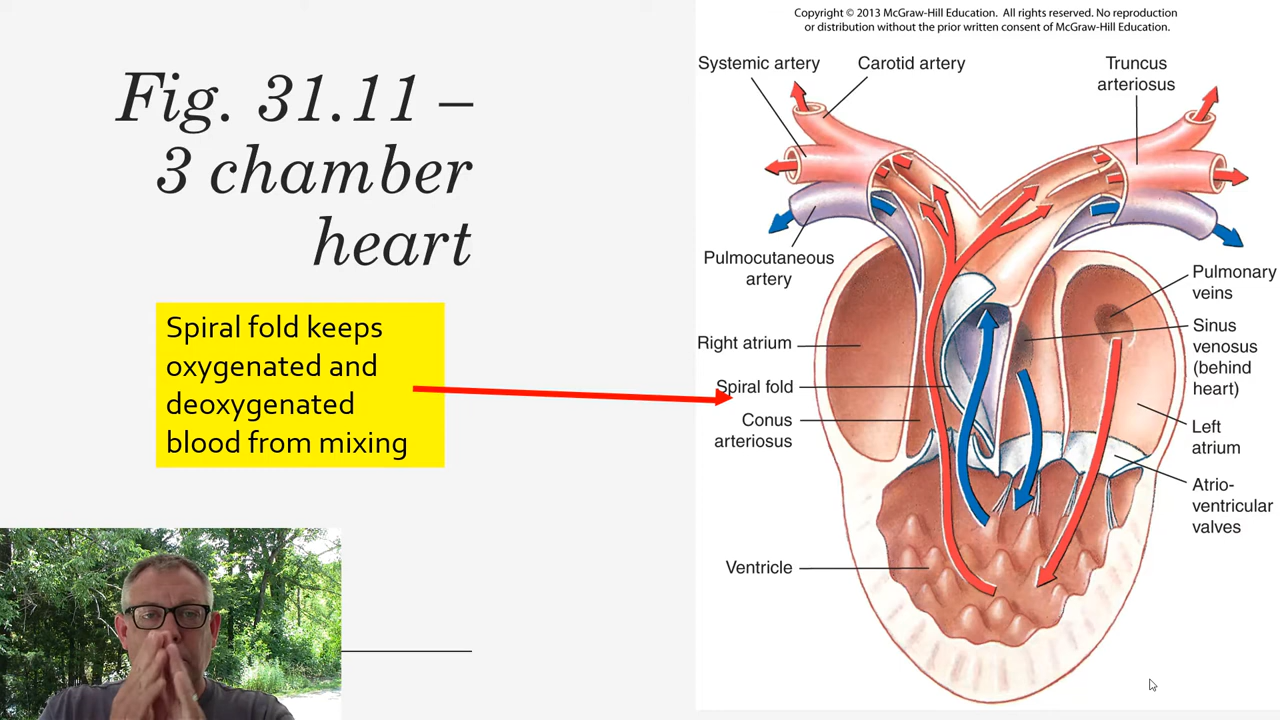 Copyright © 2013 McGraw-Hill Education. All rights reserved. No reproduction
or distribution without the prior written consent of McGraw-Hill Education.
Fig. 31.11 –
3 chamber
heart
Spiral fold keeps
oxygenated and
deoxygenated
blood from mixing
Systemic artery
Carotid artery
Truncus
arteriosus
Pulmocutaneous
artery
Right atrium
Spiral fold
Conus
arteriosus
Ventricle
Pulmonary
veins
Sinus
venosus
(behind
heart)
Left
atrium
Atrio-
ventricular
valves